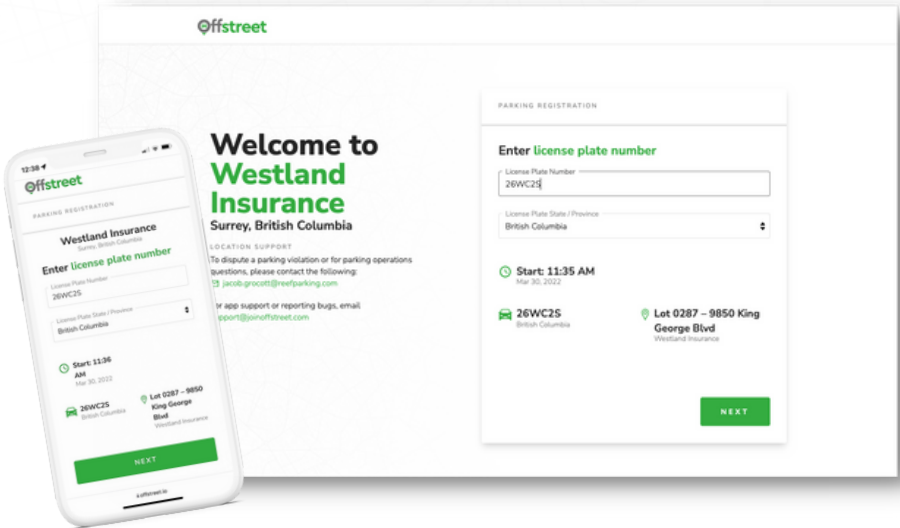 Offstreet
PARKING REGISTRATION
Welcome to
Westland
Insurance
Surrey, British Columbia
LOCATION SUPPORT
To dispute a parking violation or for parking operations
questions, please contact the following:
jacob.grocott@reefparking.com
or app support or reporting bugs, email
pport@joinoffstreet.com
Enter license plate number
License Plate Number
26WC2S
License Plate State / Province
British Columbia
Start: 11:35 AM
Mar 30, 2022
26WC2S
British Columbia
Lot 0287 – 9850 King
George Blvd
Westland Insurance
NEXT
12:38
Offstreet
PARKING REGISTRATION
Westland Insurance
Surrey, British Columbia
Enter license plate number
License Plate Number
26WC2S
License Plate State / Province
British Columbia
Start: 11:36
AM
Mar 30, 2022
26WC2S
British Columbia
Lot 0287 – 9850
King George
Blvd
Westland Insurance
NEXT
offstreet.io